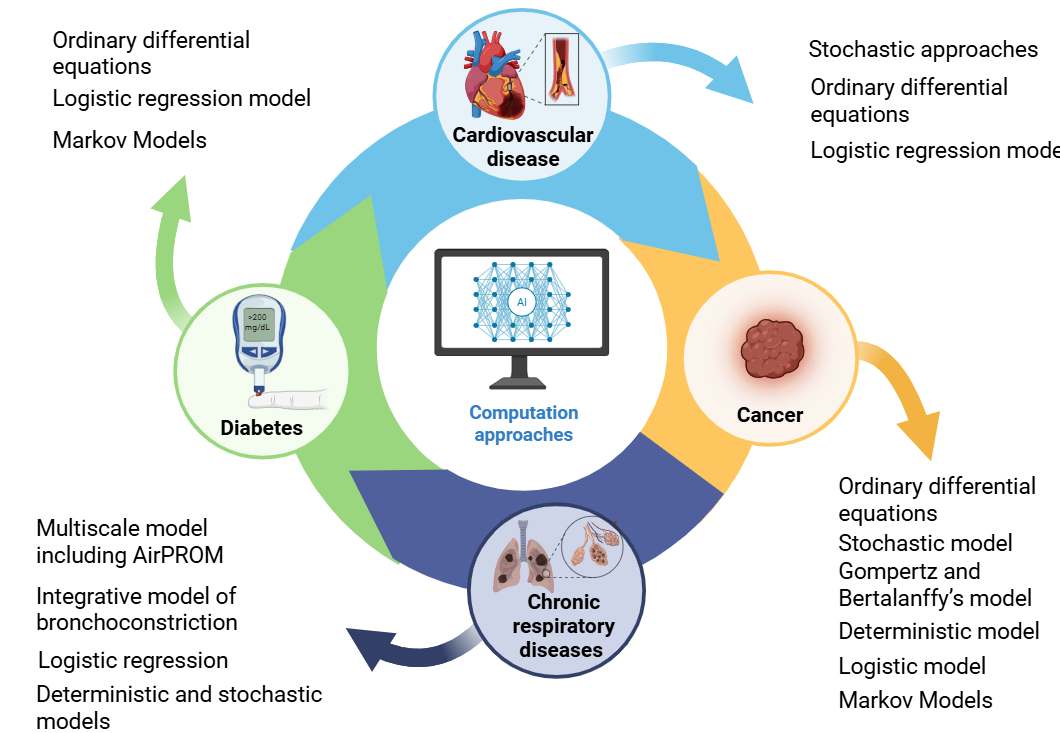 Ordinary differential
equations
Logistic regression model
Markov Models
Cardiovascular
disease
Stochastic approaches
Ordinary differential
equations
Logistic regression mode
AI
Computation
approaches
>200
mg/dL
Diabetes
Cancer
Ordinary differential
equations
Stochastic model
Gompertz and
Bertalanffy’s model
Deterministic model
Logistic model
Markov Models
Chronic
respiratory
diseases
Multiscale model
including AirPROM
Integrative model of
bronchoconstriction
Logistic regression
Deterministic and stochastic
models